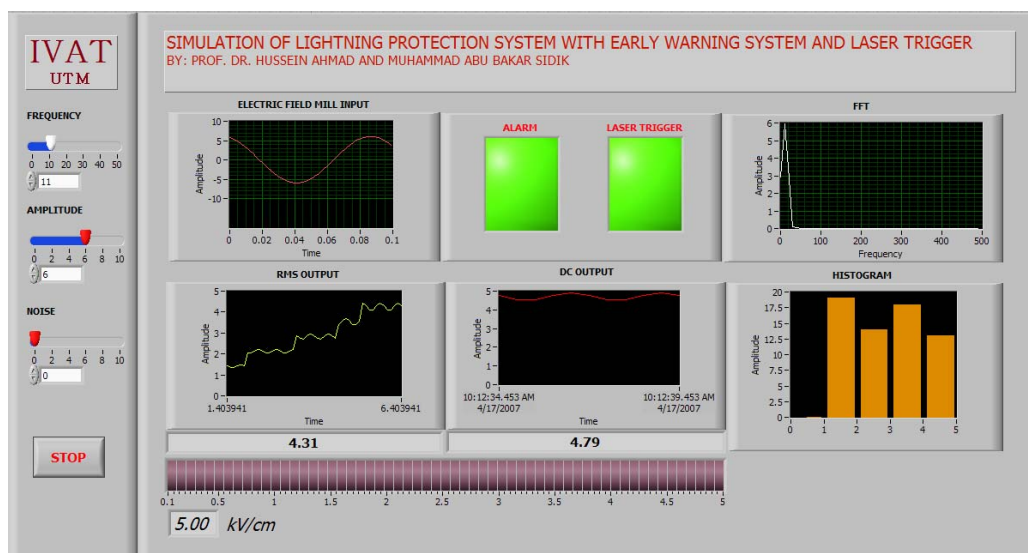 IVAT
UTM
SIMULATION OF LIGHTNING PROTECTION SYSTEM WITH EARLY WARNING SYSTEM AND LASER TRIGGER
BY: PROF. DR. HUSSEIN AHMAD AND MUHAMMAD ABU BAKAR SIDIK
FREQUENCY
0 10 20 30 40 50
11
AMPLITUDE
0 2 4 6 8 10
6
NOISE
0 2 4 6 8 10
0
STOP
ELECTRIC FIELD MILL INPUT
Amplitude
10
5
0
-5
-10
0 0.02 0.04 0.06 0.08 0.1
Time
ALARM LASER TRIGGER
FFT
Amplitude
6
5
4
3
2
1
0
0 100 200 300 400 500
Frequency
RMS OUTPUT
Amplitude
5
4
3
2
1
0
1.403941 6.403941
Time
4.31
DC OUTPUT
Amplitude
5
4
3
2
1
0
10:12:34.453 AM 10:12:39.453 AM
4/17/2007 4/17/2007
Time
4.79
HISTOGRAM
Amplitude
20
17.5
15
12.5
10
7.5
5
2.5
0
0 1 2 3 4 5
0.1 0.5 1 1.5 2 2.5 3 3.5 4 4.5 5
5.00 kV/cm